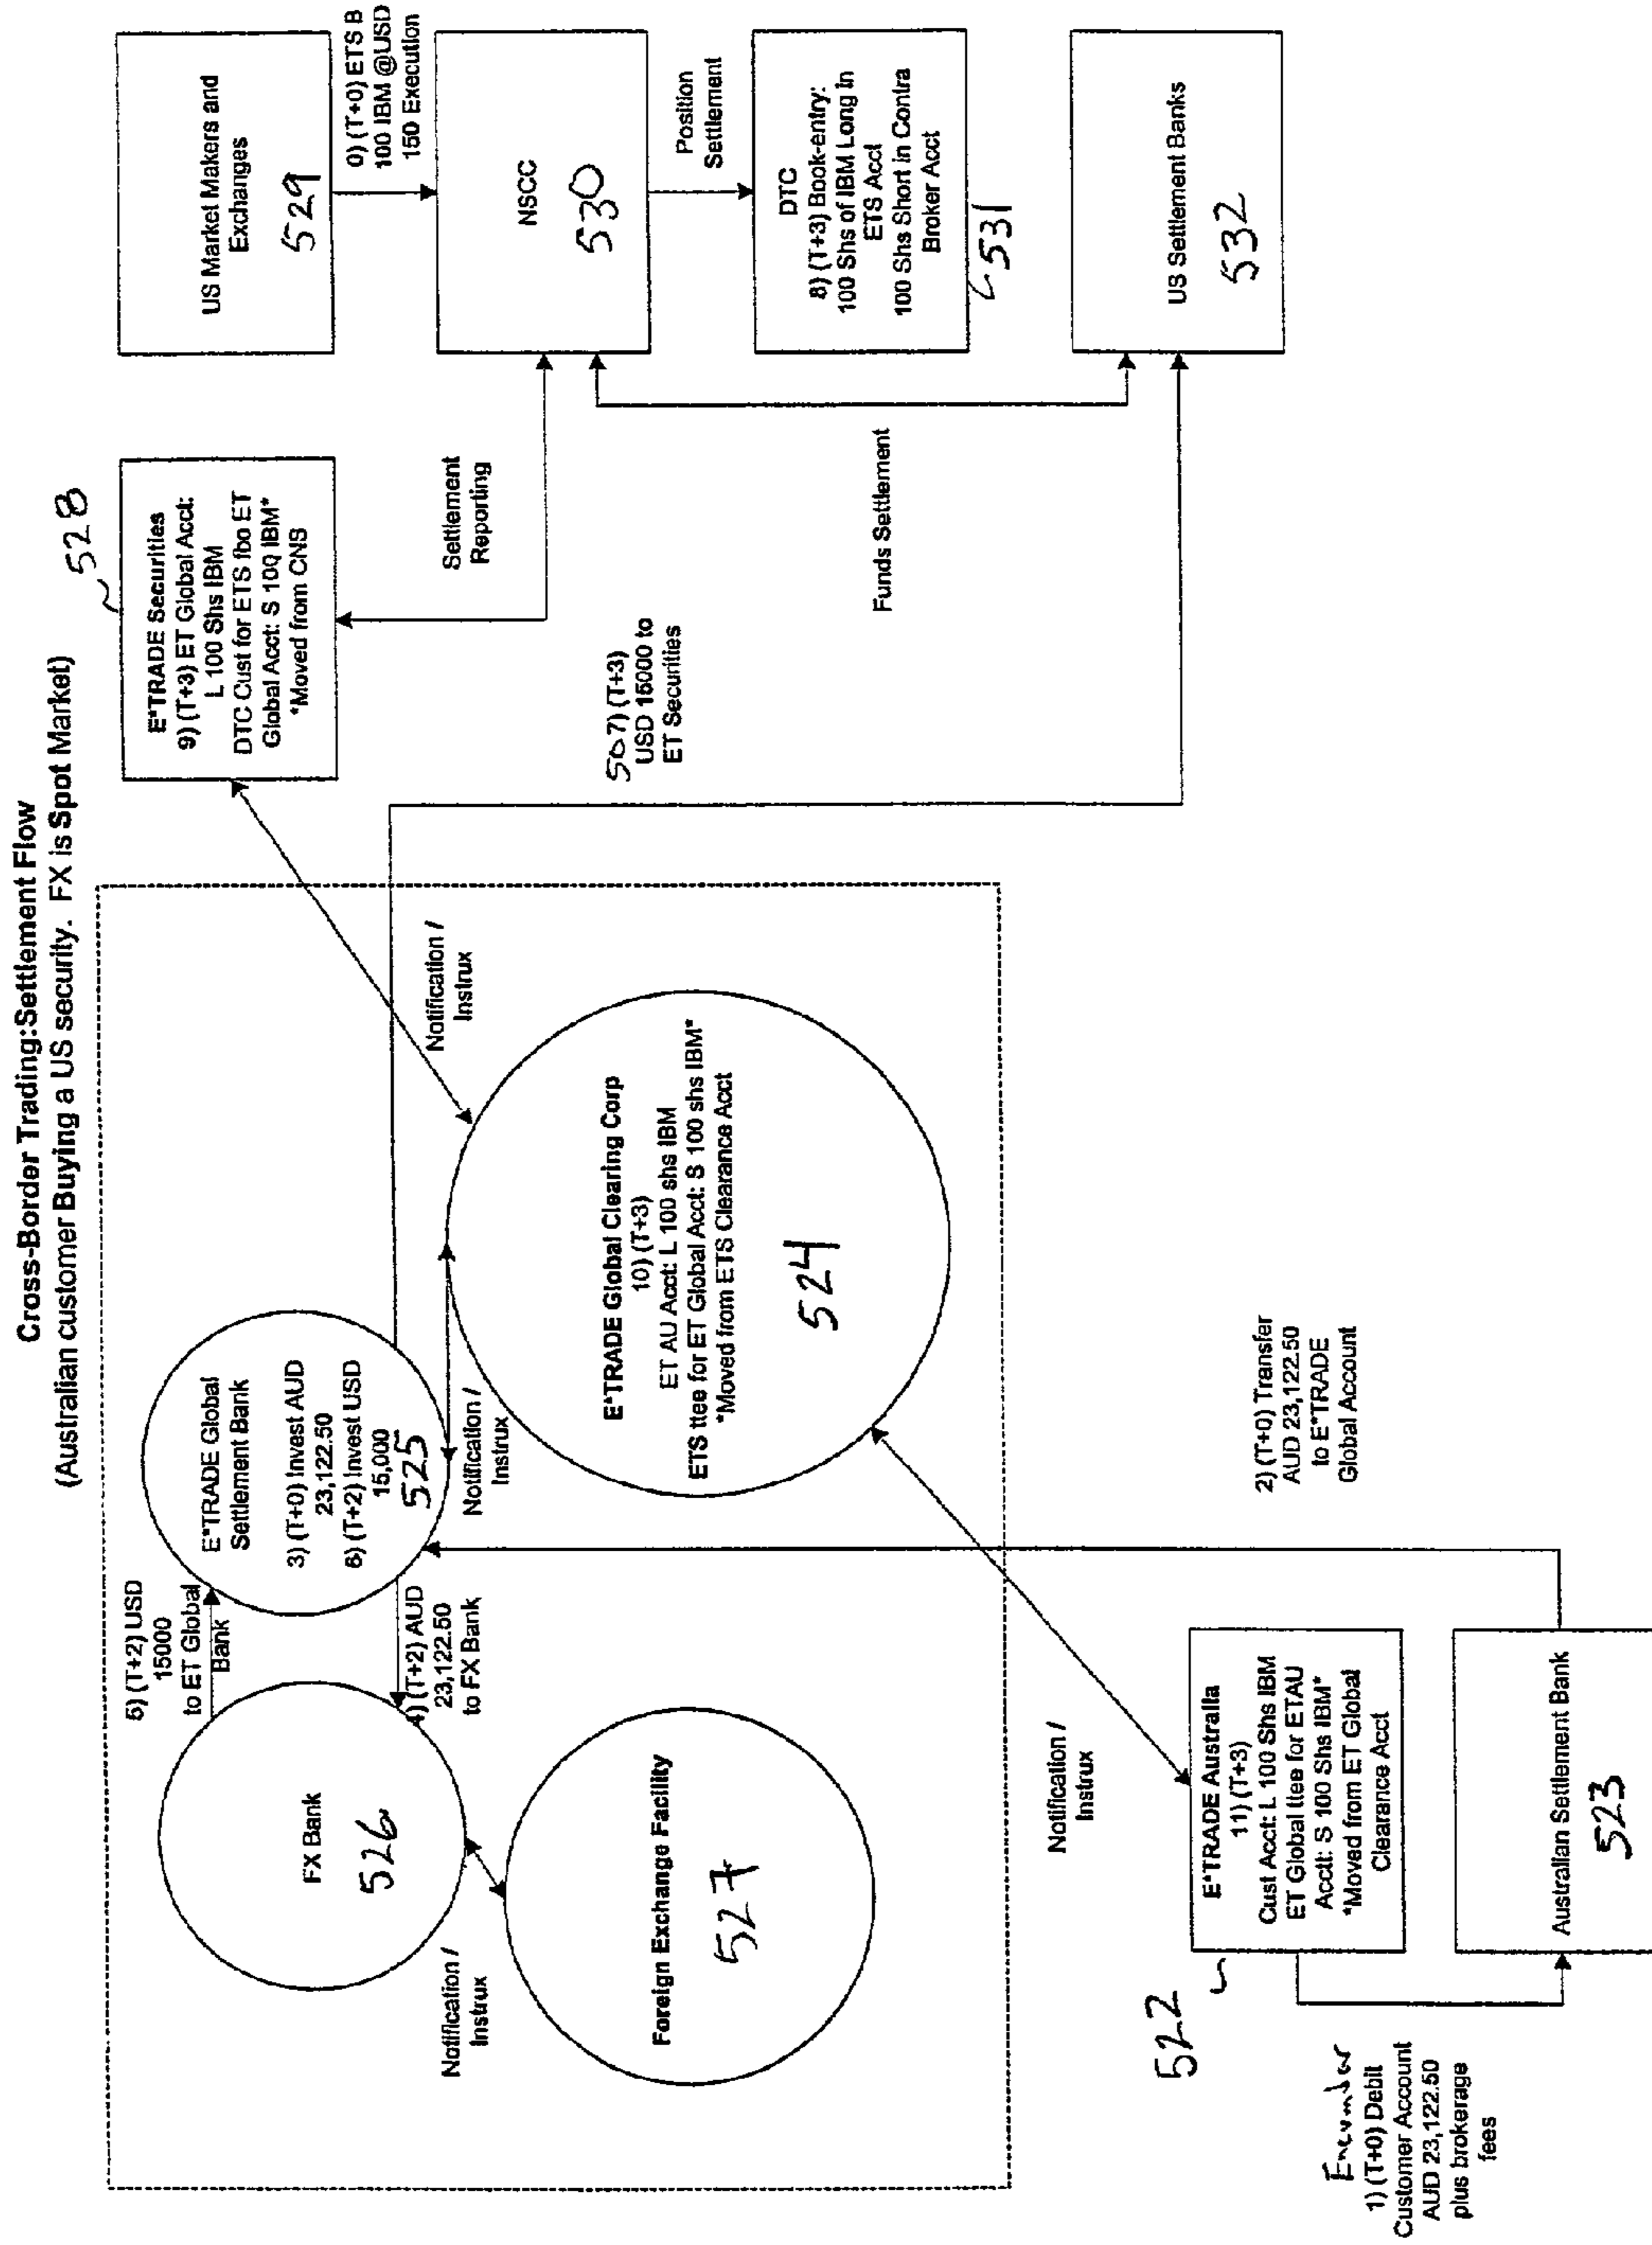 Cross-Border Trading:Settlement Flow
(Australian customer Buying a US security. FX is Spot Market)
5) (T+2) USD
15000
to ET Global
Bank
FX Bank
526
4) (T+2) AUD
23,122.50
to FX Bank
E*TRADE Global
Settlement Bank
3) (T+0) Invest AUD
23,122.50
6) (T+2) Invest USD
15,000
525
Notification /
Instrux
Foreign Exchange Facility
527
Notification /
Instrux
E*TRADE Global Clearing Corp
10) (T+3)
ET AU Acct: L 100 shs IBM
ETS ttee for ET Global Acct: S 100 shs IBM*
*Moved from ETS Clearance Acct
524
Notification /
Instrux
528
E*TRADE Securities
9) (T+3) ET Global Acct:
L 100 Shs IBM
DTC Cust for ETS fbo ET
Global Acct: S 100 IBM*
*Moved from CNS
Settlement
Reporting
507) (T+3)
USD 15000 to
ET Securities
Funds Settlement
US Market Makers and
Exchanges
529
0) (T+0) ETS B
100 IBM @USD
150 Execution
NSCC
530
Position
Settlement
DTC
8) (T+3) Book-entry:
100 Shs of IBM Long in
ETS Acct
100 Shs Short in Contra
Broker Acct
531
US Settlement Banks
532
Notification /
Instrux
2) (T+0) Transfer
AUD 23,122.50
to E*TRADE
Global Account
522
E*TRADE Australia
11) (T+3)
Cust Acct: L 100 Shs IBM
ET Global ttee for ETAU
Acctt: S 100 Shs IBM*
*Moved from ET Global
Clearance Acct
Encumber
1) (T+0) Debit
Customer Account
AUD 23,122.50
plus brokerage
fees
Australian Settlement Bank
523